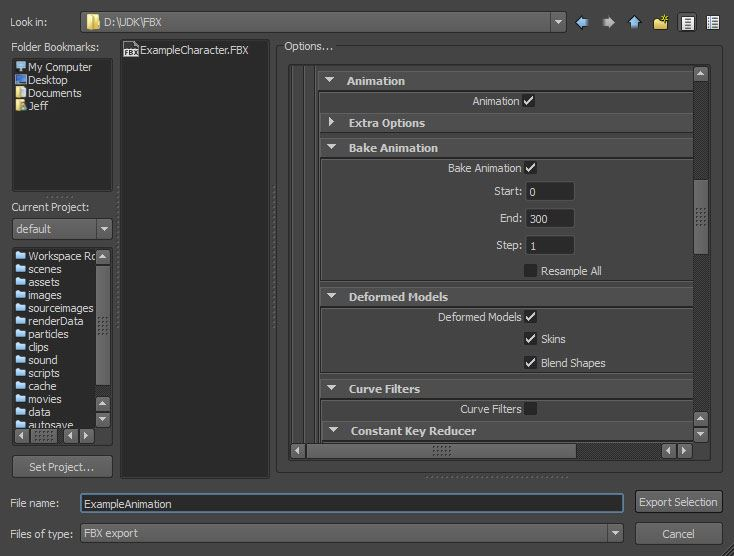 Look in:
D:\UDK\FBX
Folder Bookmarks:
My Computer
Desktop
Documents
Jeff
Current Project:
default
Workspace Ro
scenes
assets
images
sourceimages
renderData
particles
clips
sound
scripts
cache
movies
data
autosave
Set Project...
FBX
ExampleCharacter.FBX
Options...
Animation
Animation
Extra Options
Bake Animation
Bake Animation
Start: 0
End: 300
Step: 1
Resample All
Deformed Models
Deformed Models
Skins
Blend Shapes
Curve Filters
Curve Filters
Constant Key Reducer
File name: ExampleAnimation
Export Selection
Files of type: FBX export
Cancel